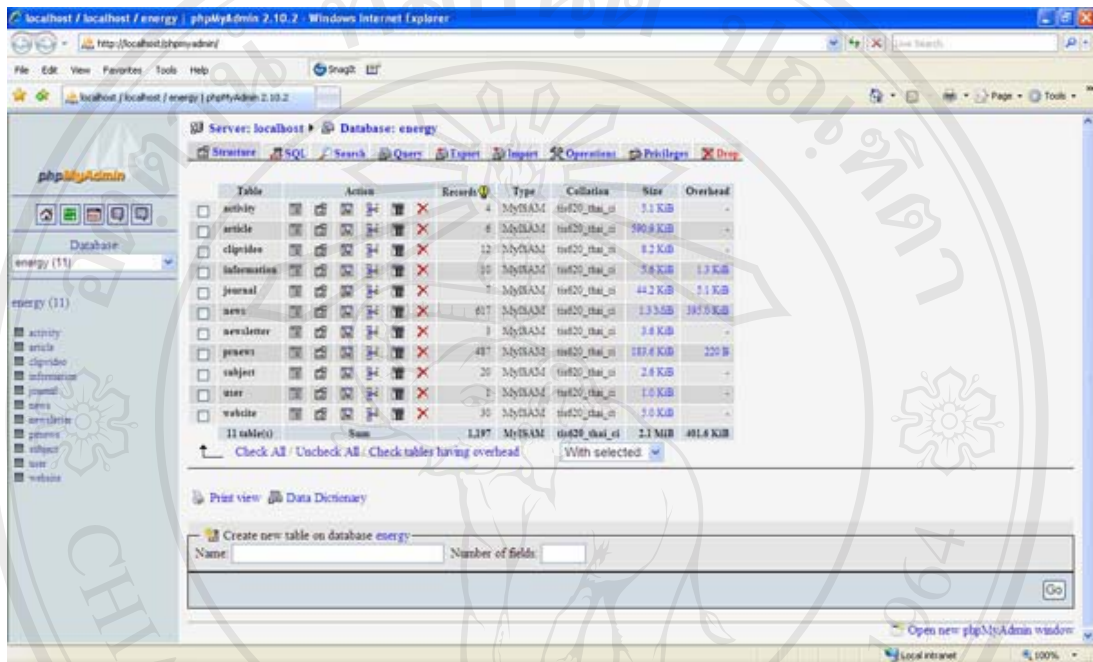 localhost / localhost / energy | phpMyAdmin 2.10.2 - Windows Internet Explorer
http://localhost/phpmyadmin/
Live Search
File Edit View Favorites Tools Help SnagIt
localhost / localhost / energy | phpMyAdmin 2.10.2
Page Tools
phpMyAdmin
Database
energy (11)
energy (11)
activity
article
clipvideo
information
journal
news
newsletter
prnews
subject
user
website
Server: localhost Database: energy
Structure SQL Search Query Export Import Operations Privileges Drop
Table Action Records Type Collation Size Overhead
activity 4 MyISAM tis620_thai_ci 5.1 KiB -
article 6 MyISAM tis620_thai_ci 590.9 KiB -
clipvideo 12 MyISAM tis620_thai_ci 8.2 KiB -
information 10 MyISAM tis620_thai_ci 5.6 KiB 1.3 KiB
journal 7 MyISAM tis620_thai_ci 44.2 KiB 5.1 KiB
news 617 MyISAM tis620_thai_ci 1.3 MiB 395.0 KiB
newsletter MyISAM tis620_thai_ci 3.6 KiB -
prnews 487 MyISAM tis620_thai_ci 183.6 KiB 220 B
subject 20 MyISAM tis620_thai_ci 2.6 KiB -
user MyISAM tis620_thai_ci 1.0 KiB -
website 30 MyISAM tis620_thai_ci 5.0 KiB -
11 table(s) Sum 1,197 MyISAM tis620_thai_ci 2.1 MiB 401.6 KiB
Check All / Uncheck All / Check tables having overhead With selected:
Print view Data Dictionary
Create new table on database energy
Name: Number of fields:
Go
Open new phpMyAdmin window
Local intranet 100%
1964